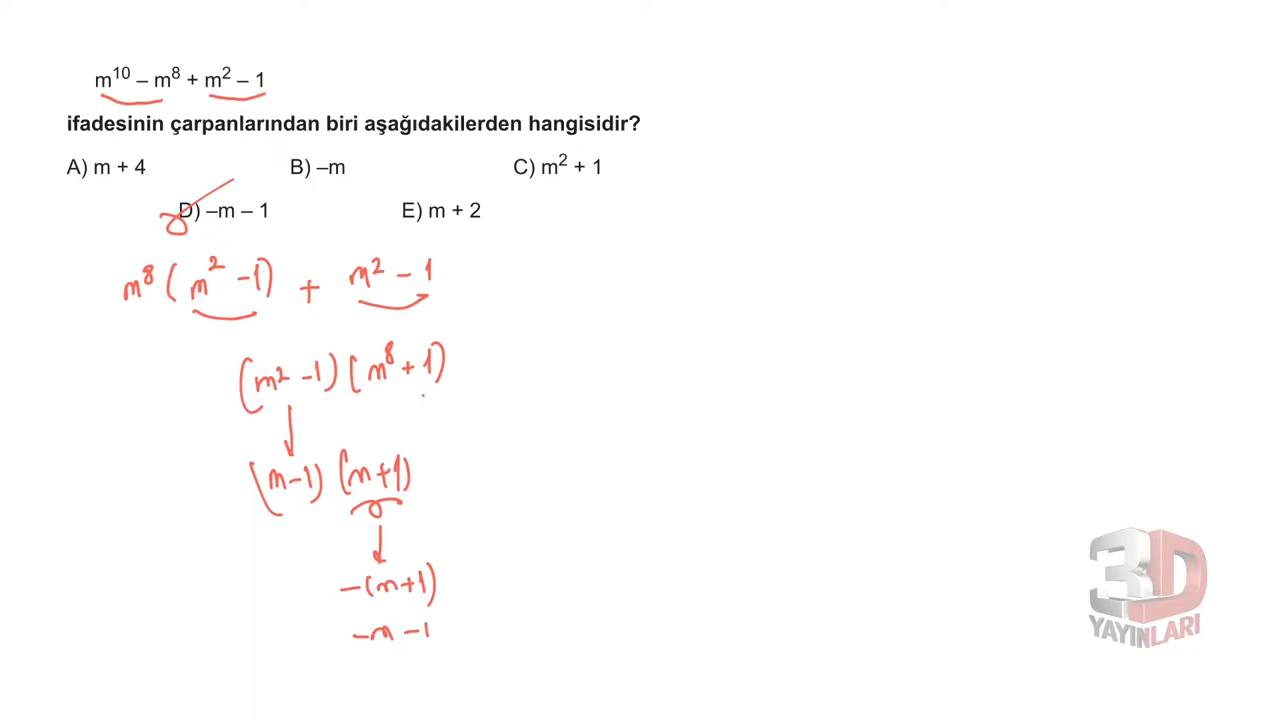 m¹⁰ – m⁸ + m² – 1
ifadesinin çarpanlarından biri aşağıdakilerden hangisidir?
A) m + 4 B) –m C) m² + 1
D) –m – 1 E) m + 2
m⁸ (m² – 1) + m² – 1
(m² – 1) (m⁸ + 1)
(m – 1) (m + 1)
–(m + 1)
–m – 1
3D
YAYINLARI